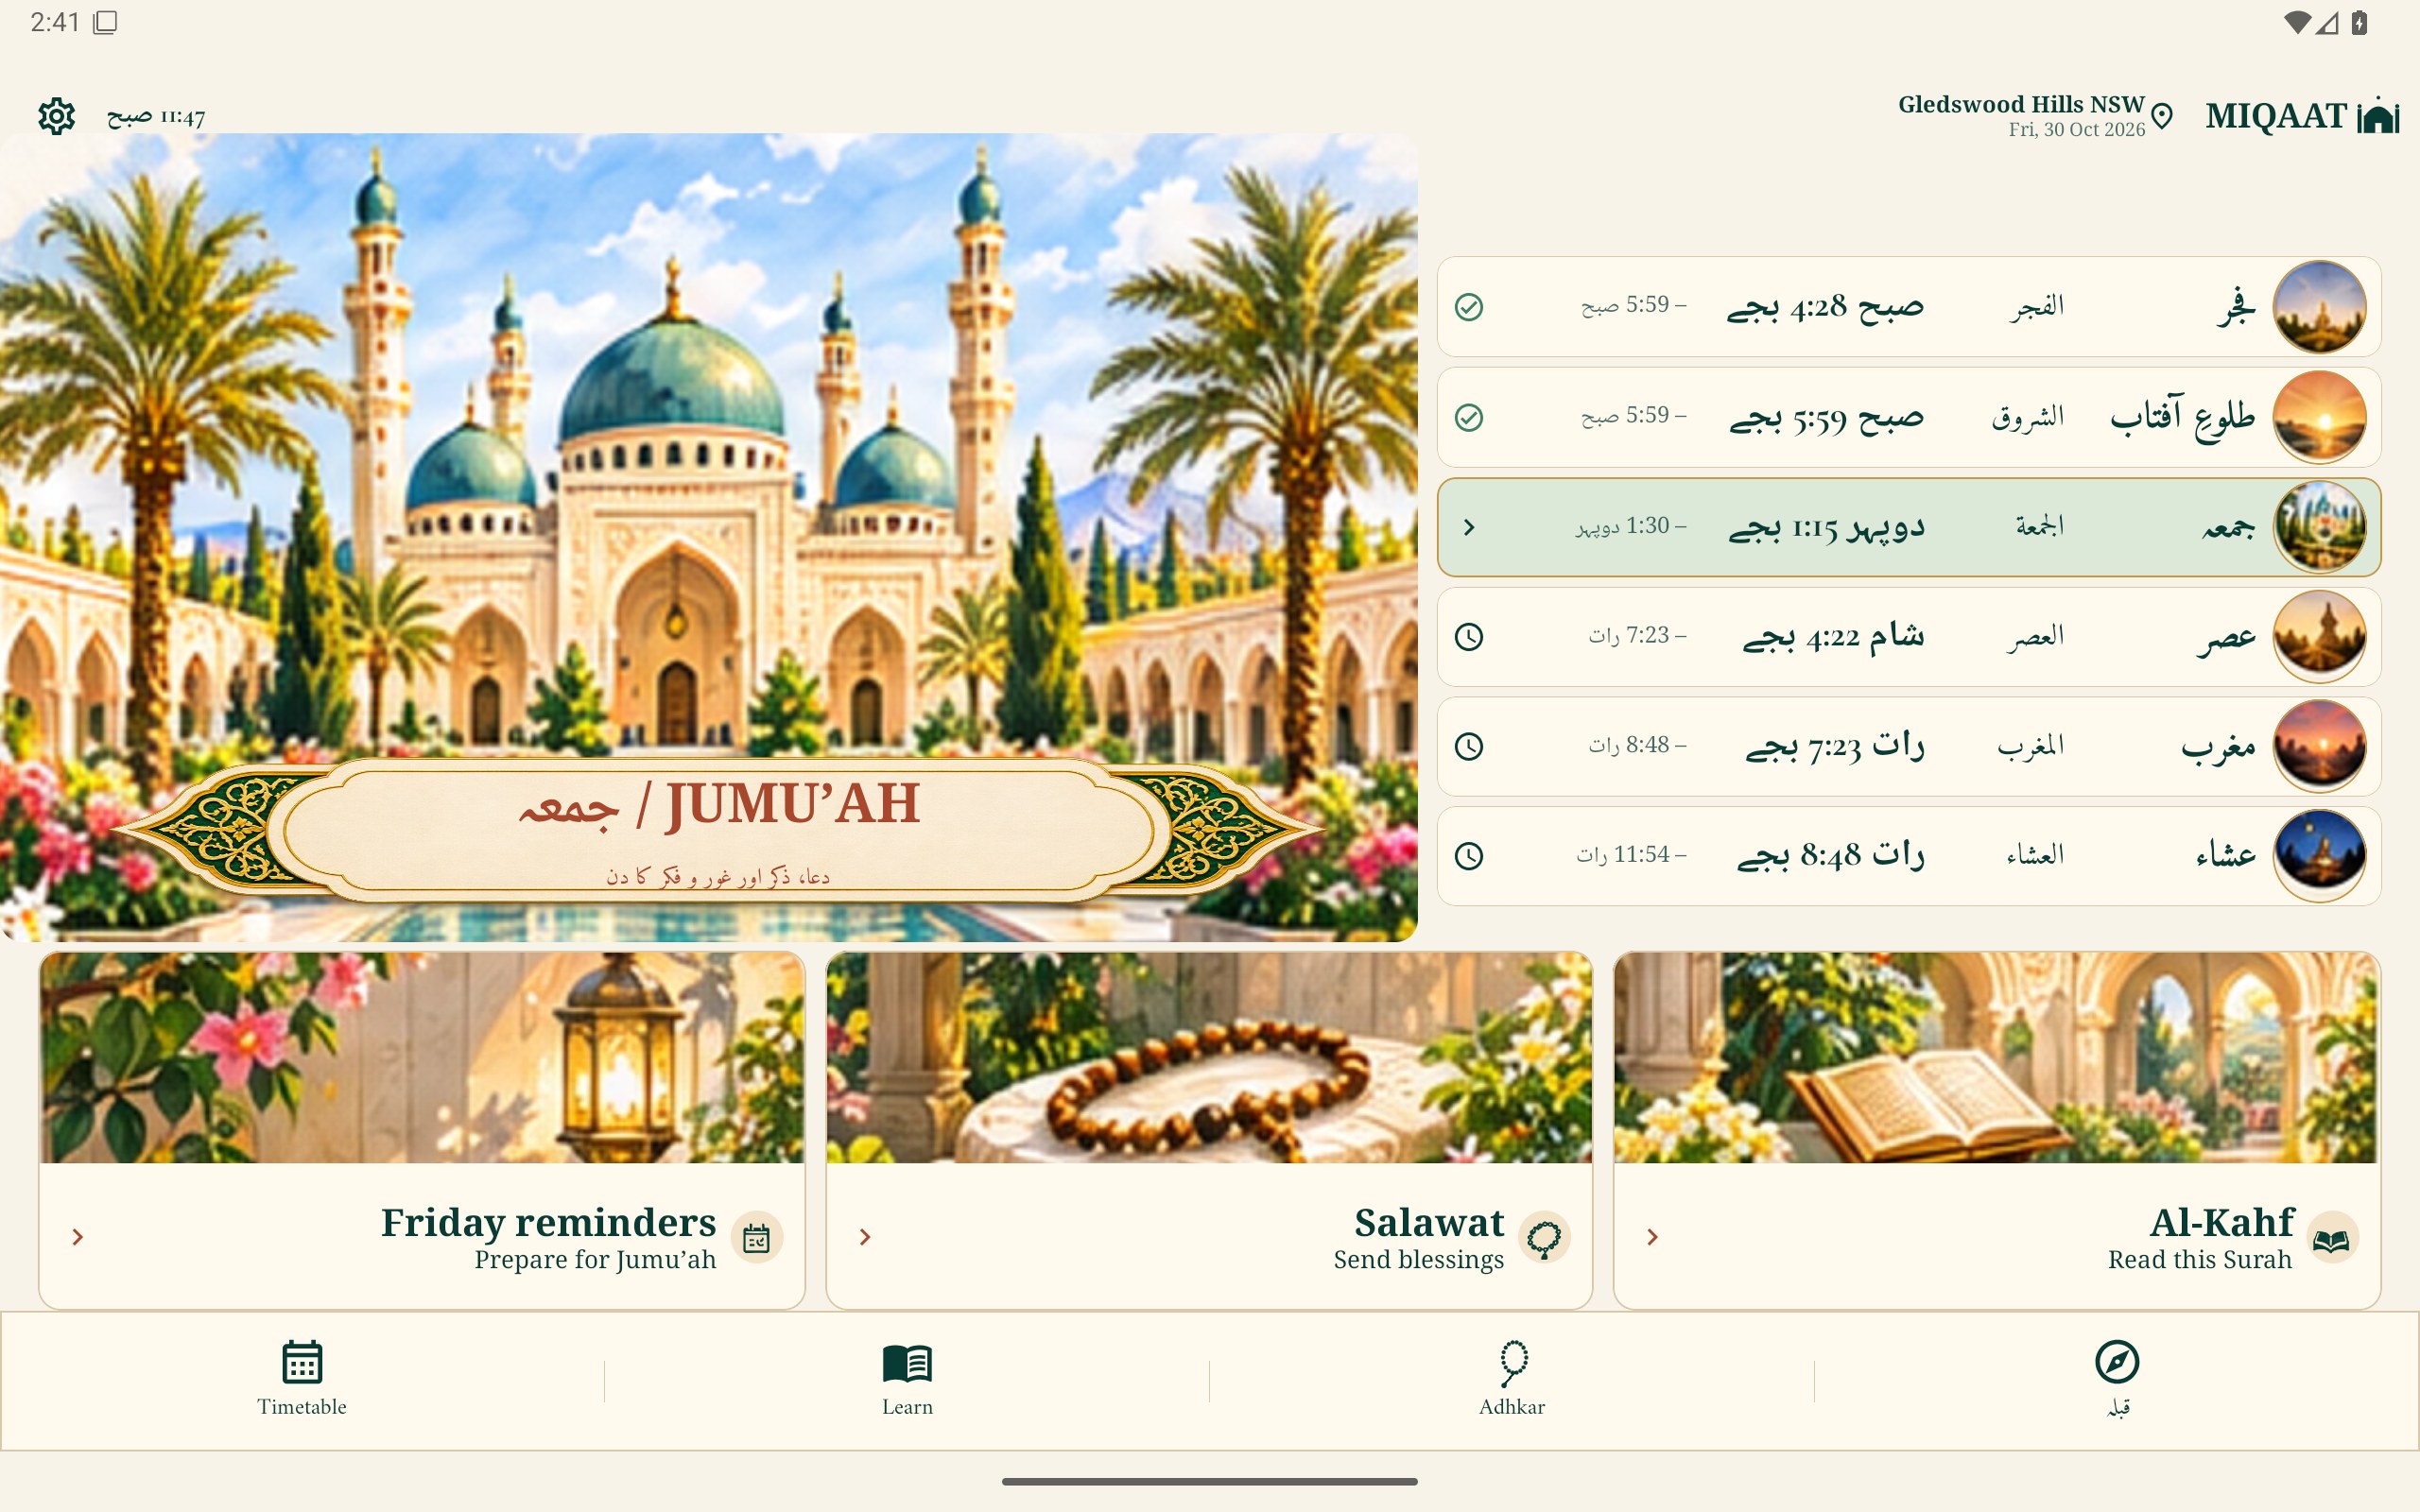 2:41
MIQAAT
Gledswood Hills NSW
Fri, 30 Oct 2026
11:47 صبح
فجر الفجر صبح 4:28 بجے – 5:59 صبح
طلوعِ آفتاب الشروق صبح 5:59 بجے – 5:59 صبح
جمعہ الجمعة دوپہر 1:15 بجے – 1:30 دوپہر
عصر العصر شام 4:22 بجے – 7:23 رات
مغرب المغرب رات 7:23 بجے – 8:48 رات
عشاء العشاء رات 8:48 بجے – 11:54 رات
جمعہ / JUMU’AH
دعا، ذکر اور غور و فکر کا دن
Al-Kahf
Read this Surah
Salawat
Send blessings
Friday reminders
Prepare for Jumu’ah
قبلہ
Adhkar
Learn
Timetable